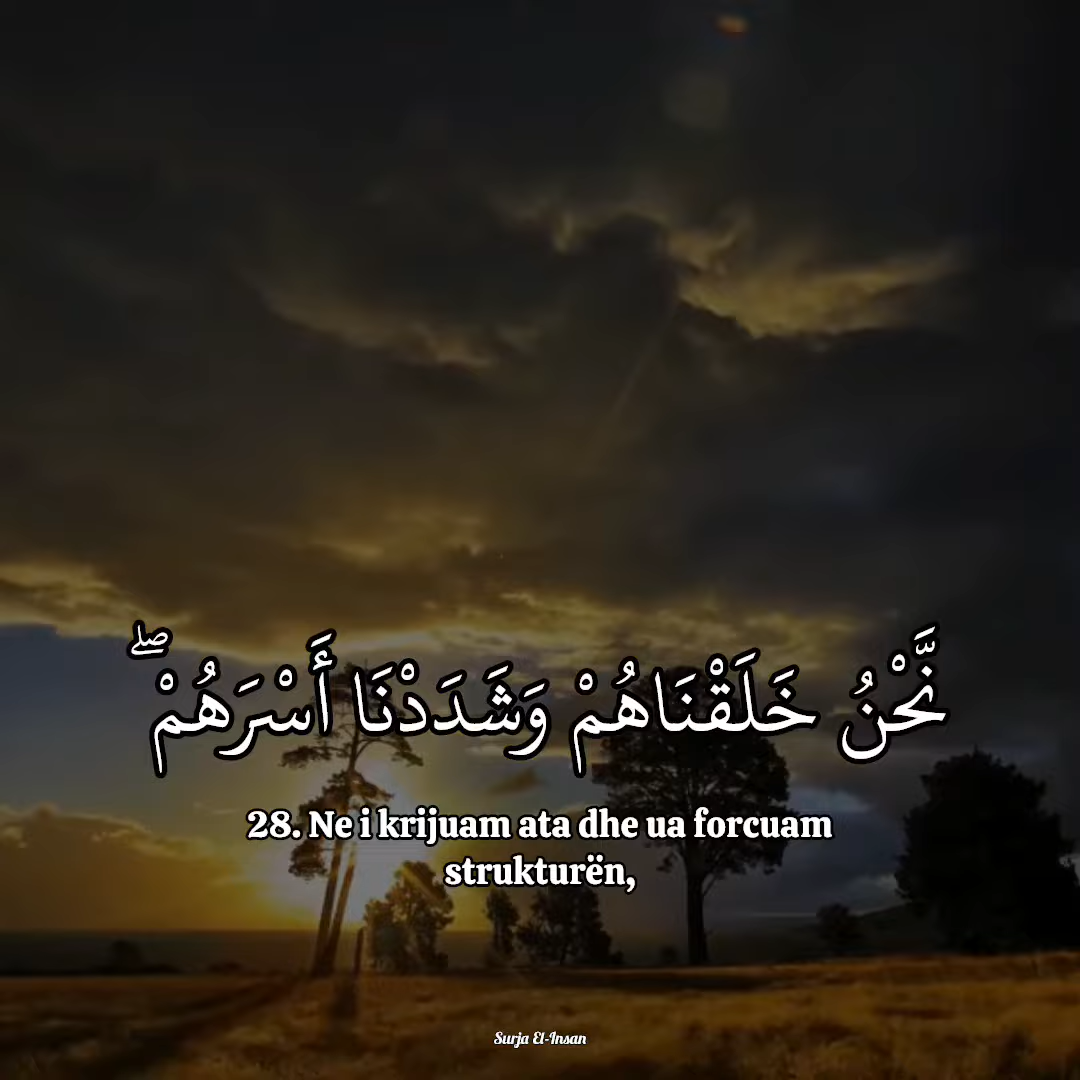 نَّحْنُ خَلَقْنَاهُمْ وَشَدَدْنَا أَسْرَهُمْ ۖ
28. Ne i krijuam ata dhe ua forcuam
strukturën,
Surja El-Insan